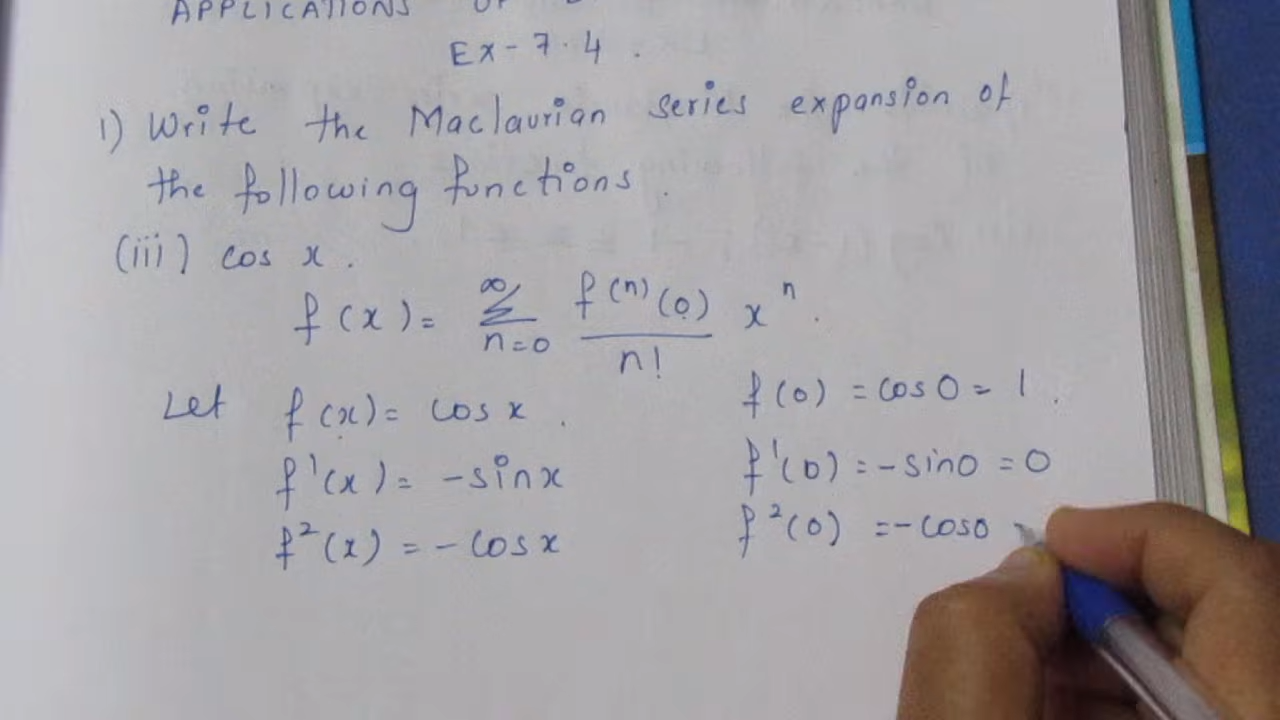 APPLICATIONS
Ex-7.4.
1) Write the Maclaurian series expansion of
the following functions.
(iii) cos x.
f(x) = ∑_{n=0}^{∞} f^{(n)}(0)/n! x^n.
Let f(x) = cos x. f(0) = cos 0 = 1.
f'(x) = -sin x f'(0) = -sin 0 = 0
f²(x) = -cos x f²(0) = -cos 0